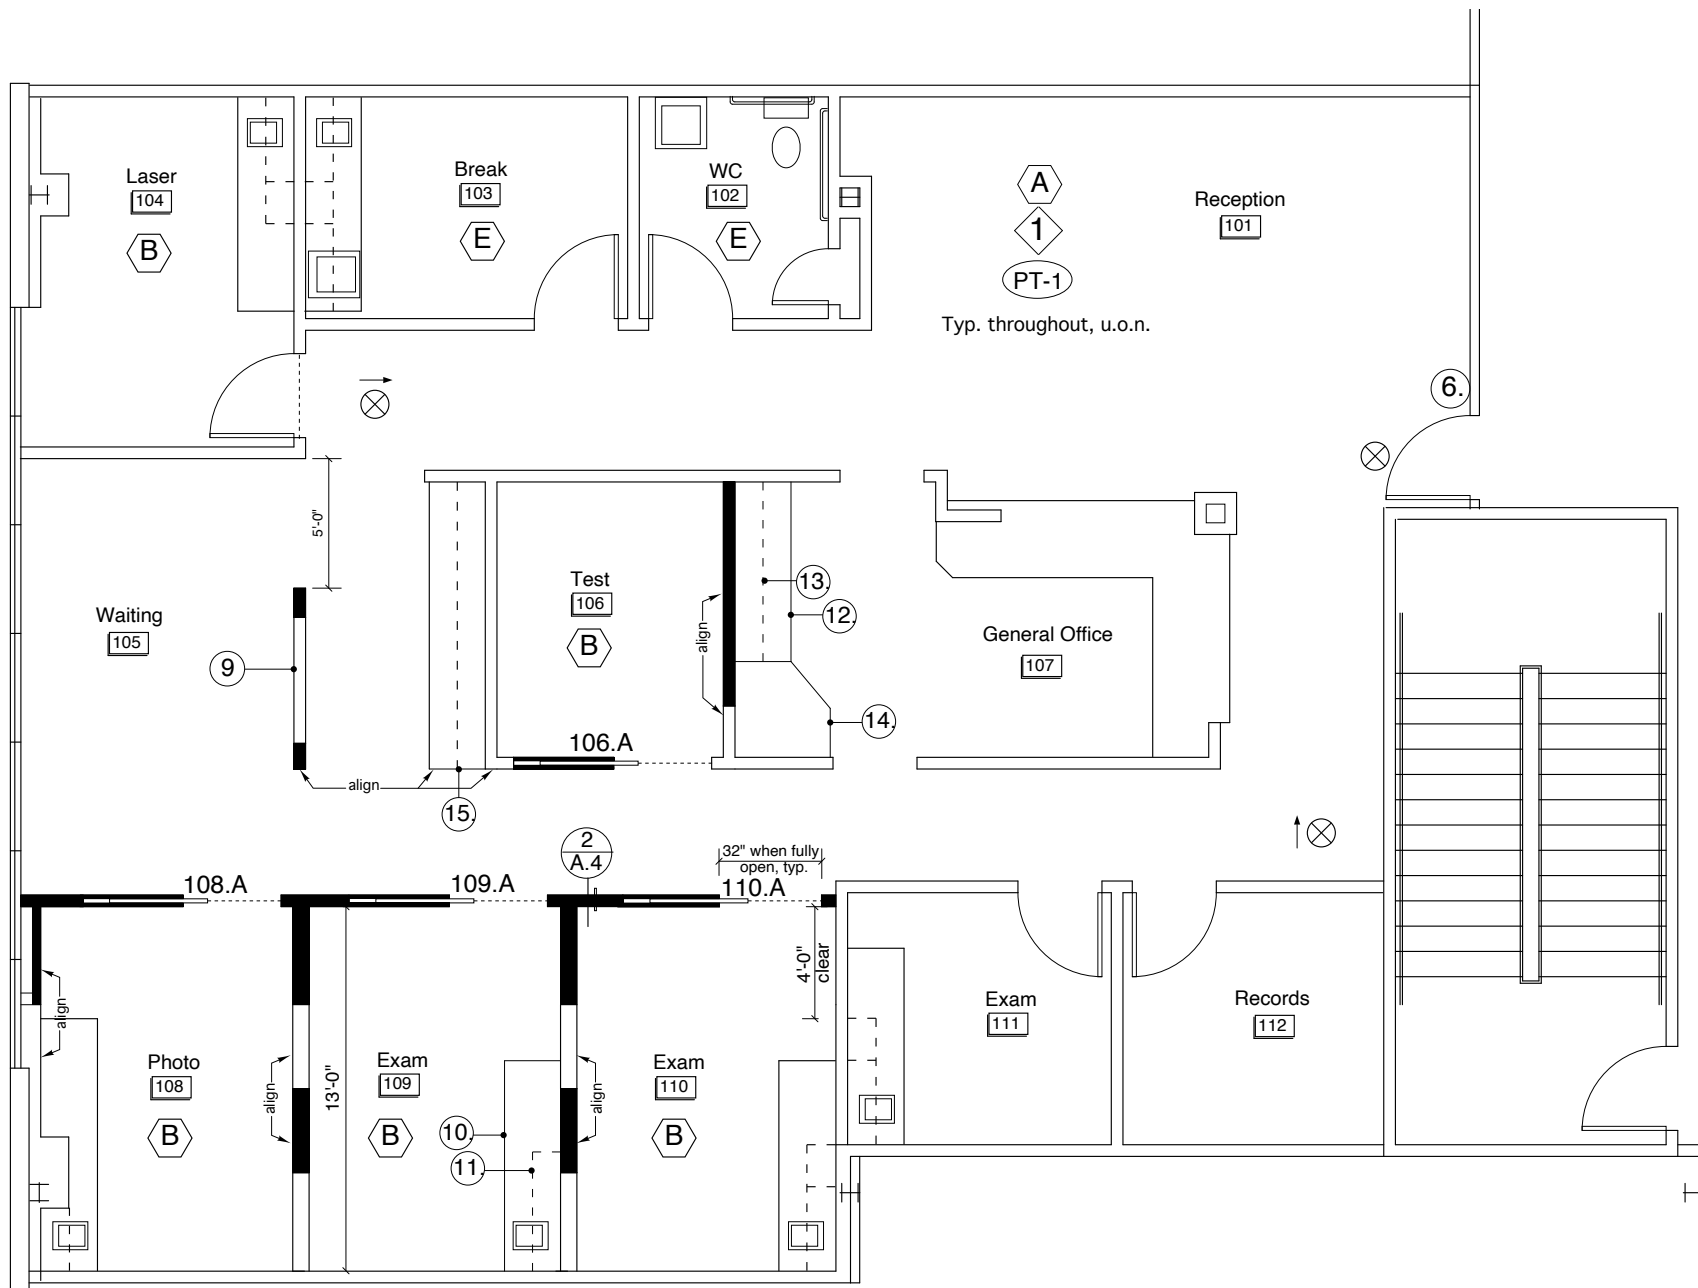 Laser
104
B
Break
103
E
WC
102
E
A
1
PT-1
Typ. throughout, u.o.n.
Reception
101
6.
5'-0"
Waiting
105
9
Test
106
B
align
13.
12.
14.
General Office
107
106.A
align
15.
2
A.4
32" when fully
open, typ.
108.A
109.A
110.A
4'-0"
clear
align
Photo
108
B
align
13'-0"
Exam
109
B
10.
11.
align
Exam
110
B
Exam
111
Records
112